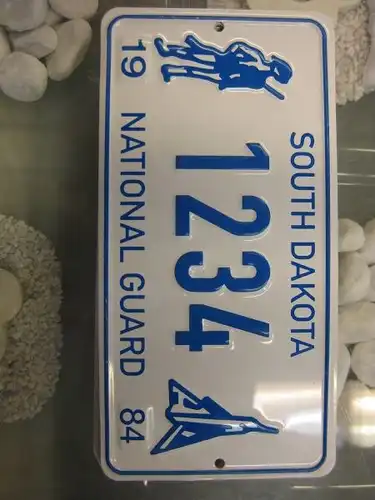 SOUTH DAKOTA
1234
19 NATIONAL GUARD 84